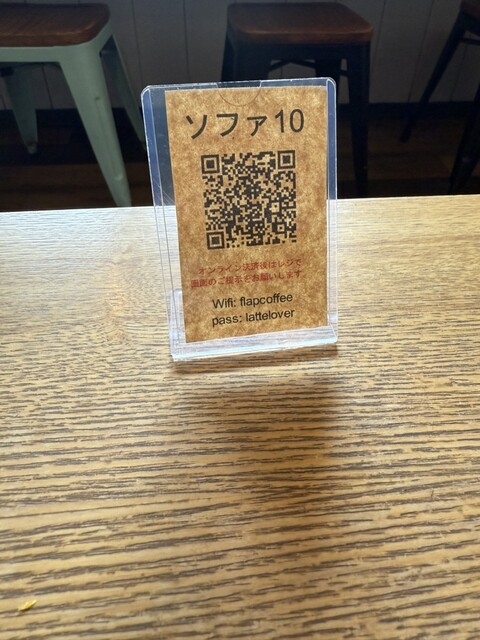 ソファ10
オンライン決済後はレジで
画面のご提示をお願いします
Wifi: flapcoffee
pass: lattelover